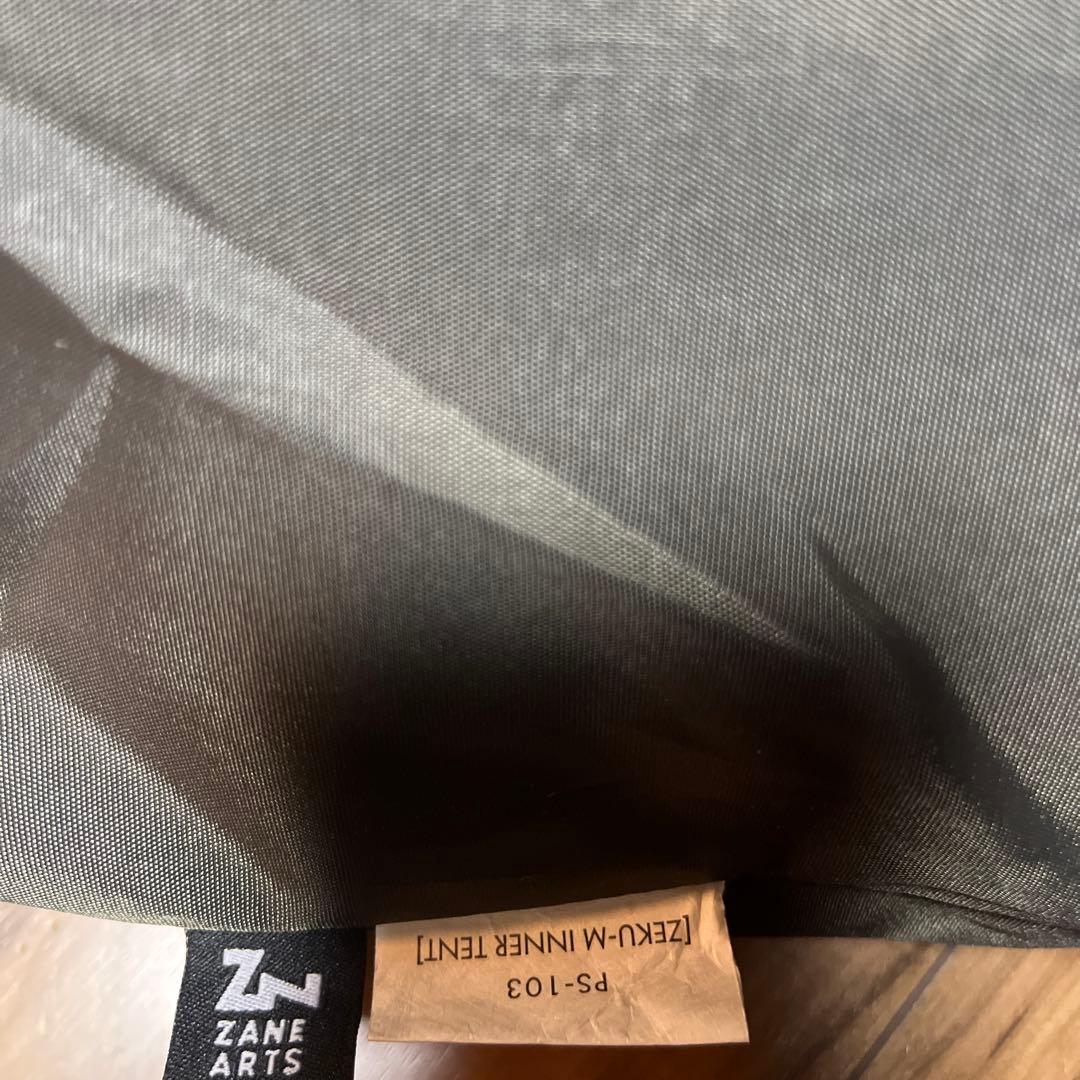 ZANE
ARTS
PS-103
[ZEKU-M INNER TENT]